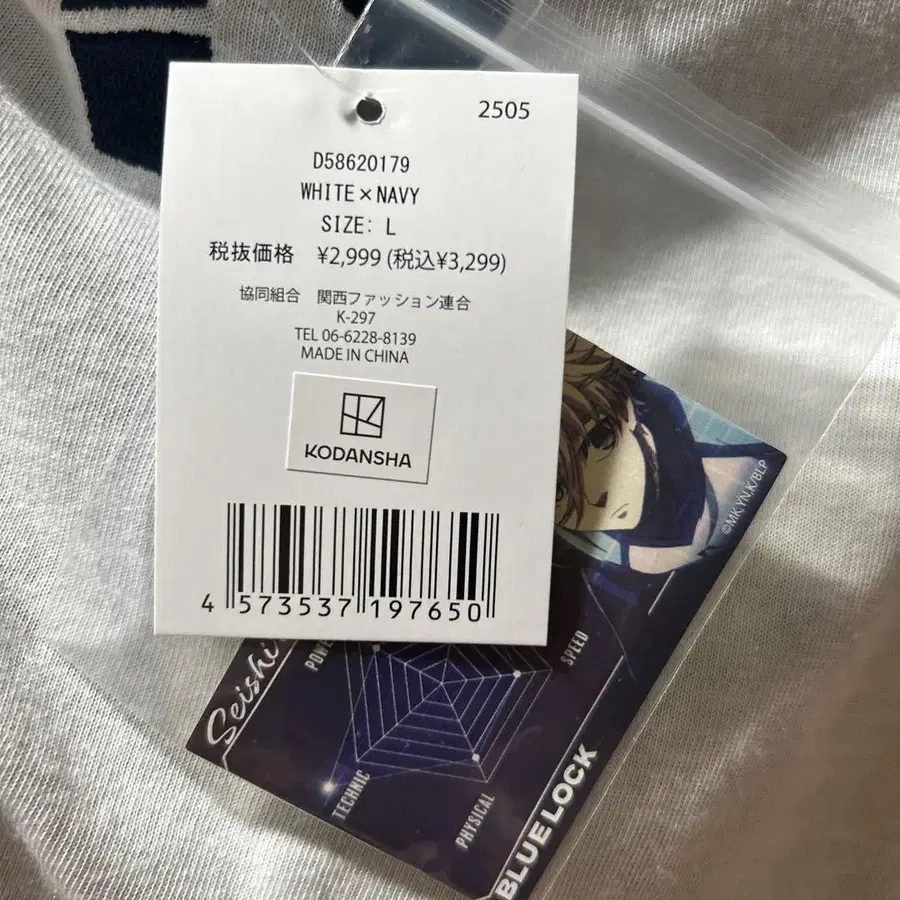 2505
D58620179
WHITE×NAVY
SIZE: L
税抜価格 ¥2,999 (税込¥3,299)
協同組合 関西ファッション連合
K-297
TEL 06-6228-8139
MADE IN CHINA
KODANSHA
4 573537 197650
©MK,YN,K/BLP
SPEED
TECHNIC
PHYSICAL
BLUE LOCK